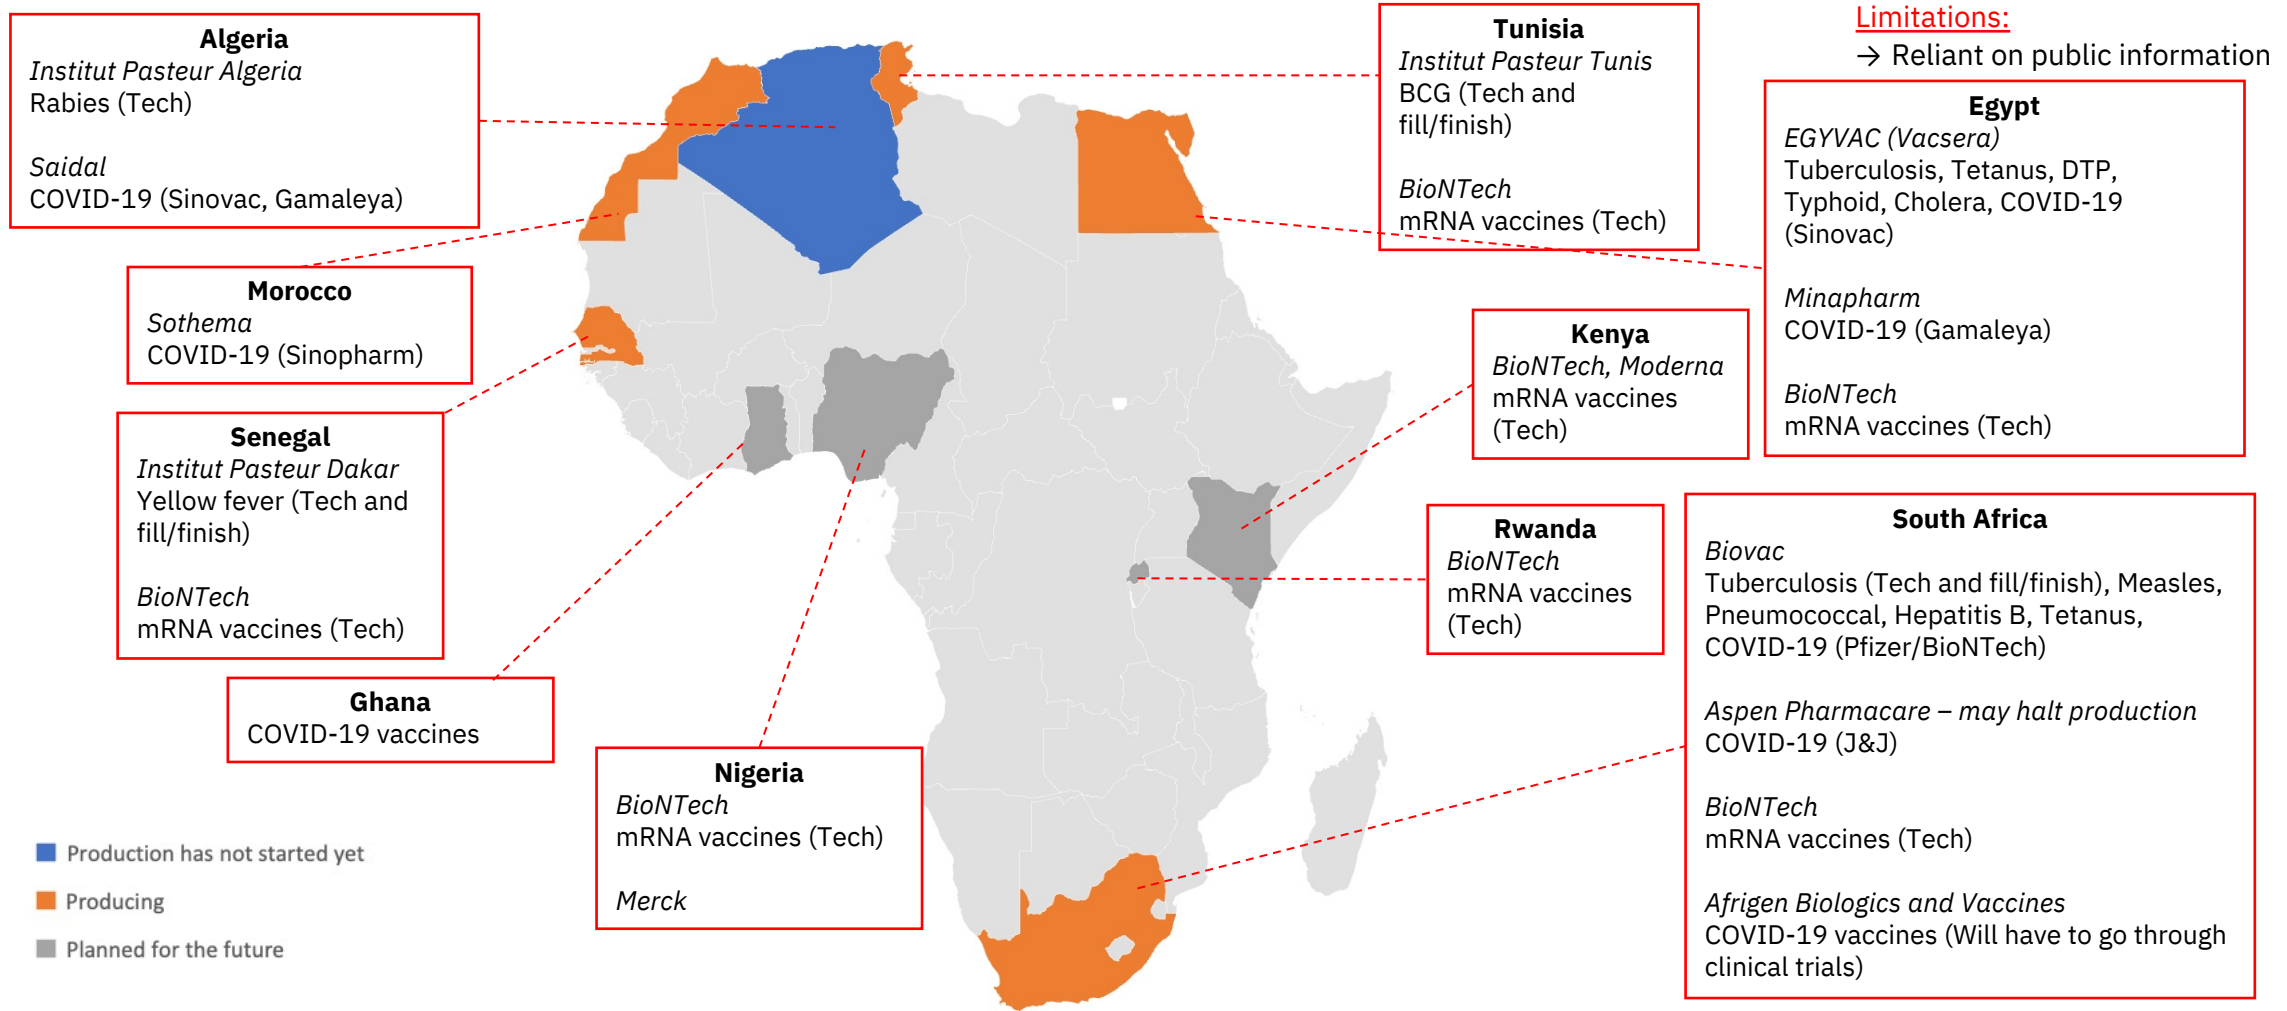 Limitations:
→ Reliant on public information
Algeria
Institut Pasteur Algeria
Rabies (Tech)
Saidal
COVID-19 (Sinovac, Gamaleya)
Tunisia
Institut Pasteur Tunis
BCG (Tech and
fill/finish)
BioNTech
mRNA vaccines (Tech)
Egypt
EGYVAC (Vacsera)
Tuberculosis, Tetanus, DTP,
Typhoid, Cholera, COVID-19
(Sinovac)
Minapharm
COVID-19 (Gamaleya)
BioNTech
mRNA vaccines (Tech)
Morocco
Sothema
COVID-19 (Sinopharm)
Kenya
BioNTech, Moderna
mRNA vaccines
(Tech)
Senegal
Institut Pasteur Dakar
Yellow fever (Tech and
fill/finish)
BioNTech
mRNA vaccines (Tech)
Rwanda
BioNTech
mRNA vaccines
(Tech)
South Africa
Biovac
Tuberculosis (Tech and fill/finish), Measles,
Pneumococcal, Hepatitis B, Tetanus,
COVID-19 (Pfizer/BioNTech)
Aspen Pharmacare – may halt production
COVID-19 (J&J)
BioNTech
mRNA vaccines (Tech)
Afrigen Biologics and Vaccines
COVID-19 vaccines (Will have to go through
clinical trials)
Ghana
COVID-19 vaccines
Nigeria
BioNTech
mRNA vaccines (Tech)
Merck
Production has not started yet
Producing
Planned for the future